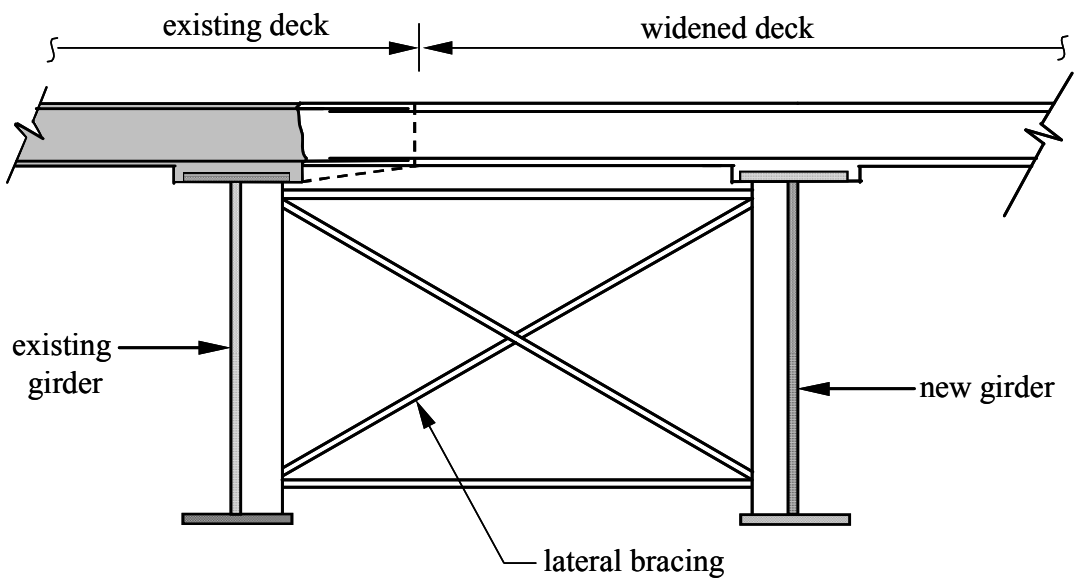 existing deck
widened deck
existing
girder
new girder
lateral bracing